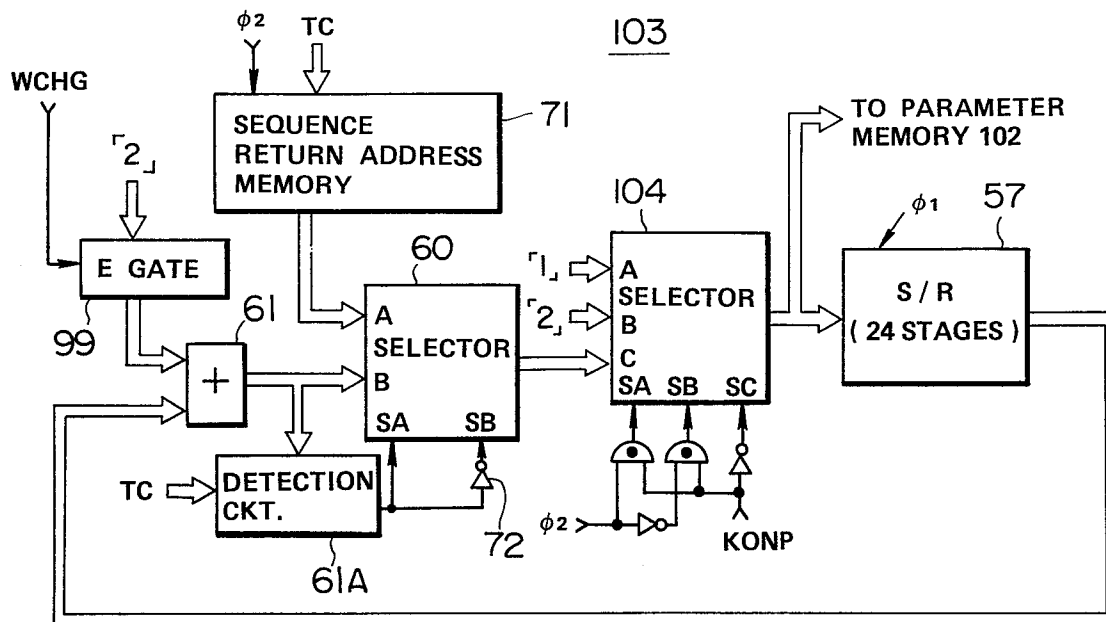 φ2
TC
103
WCHG
「2」
SEQUENCE
RETURN ADDRESS
MEMORY
71
TO PARAMETER
MEMORY 102
E GATE
99
61
+
60
A
SELECTOR
B
SA SB
104
「1」
「2」
A
SELECTOR
B
C
SA SB SC
φ1
57
S/R
(24 STAGES)
TC
DETECTION
CKT.
61A
72
φ2
KONP